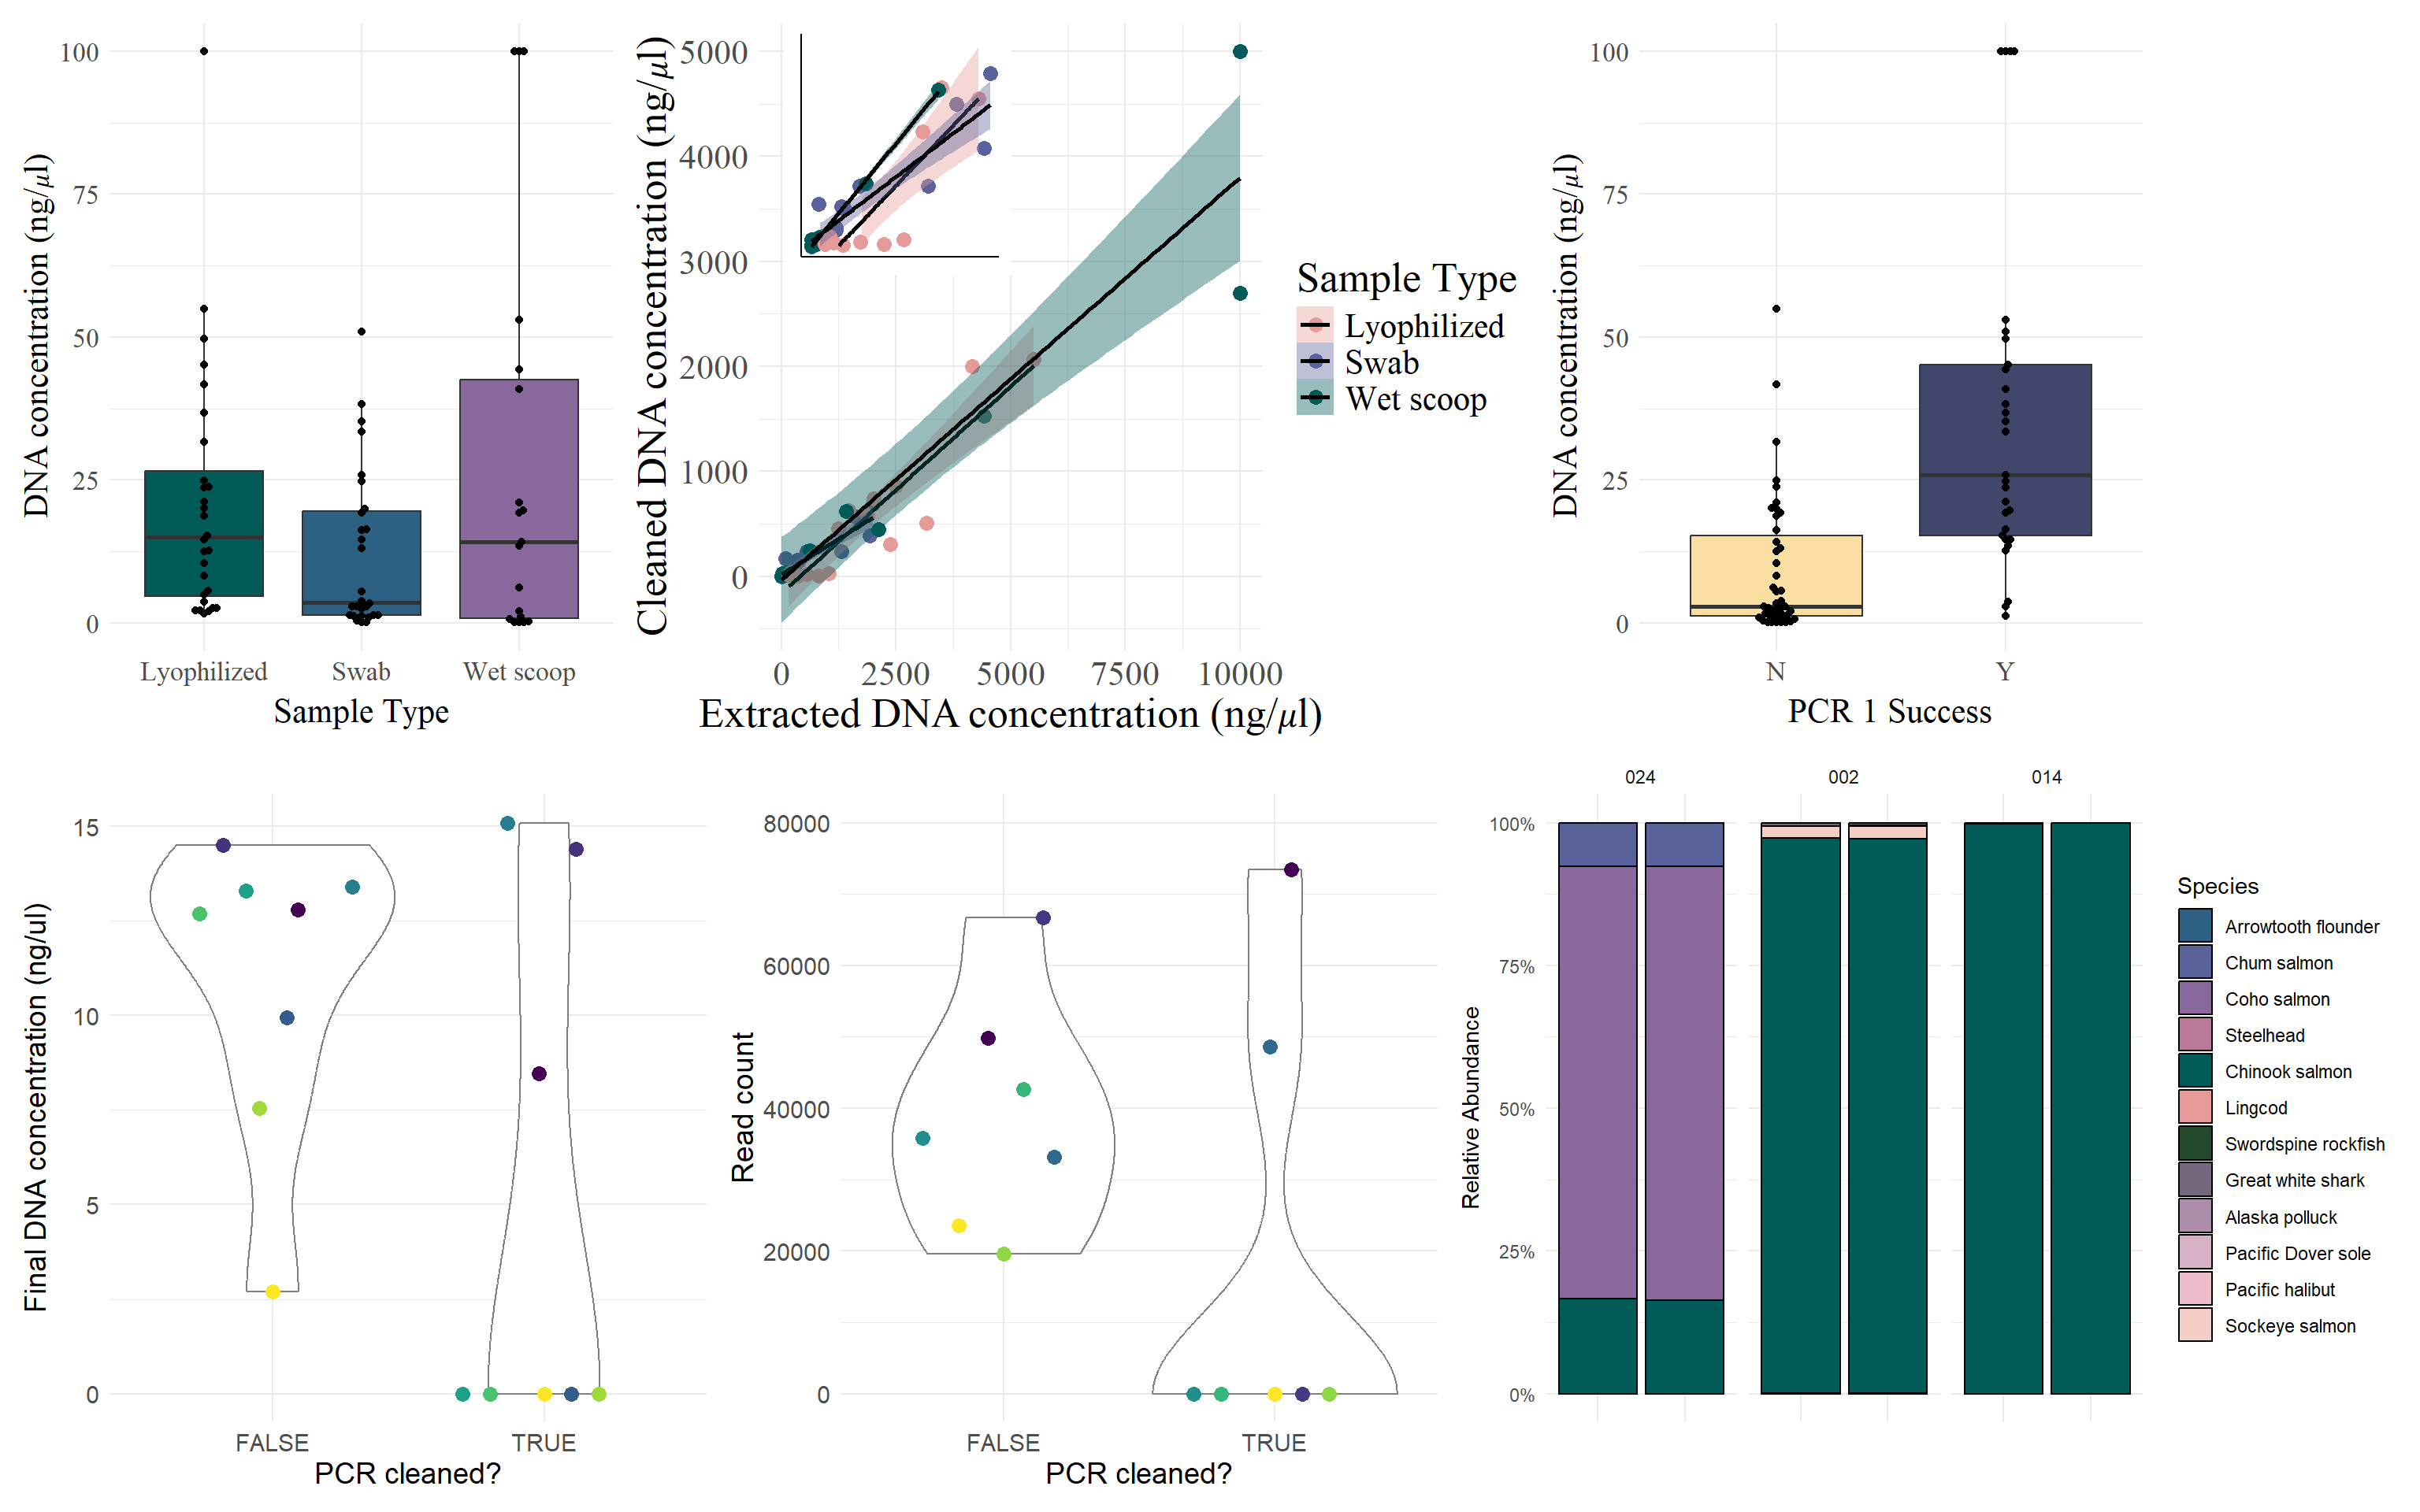 DNA concentration (ng/μl)
100
75
50
25
0
Lyophilized
Swab
Wet scoop
Sample Type
Cleaned DNA concentration (ng/μl)
5000
4000
3000
2000
1000
0
0
2500
5000
7500
10000
Extracted DNA concentration (ng/μl)
Sample Type
Lyophilized
Swab
Wet scoop
DNA concentration (ng/μl)
100
75
50
25
0
N
Y
PCR 1 Success
Final DNA concentration (ng/ul)
15
10
5
0
FALSE
TRUE
PCR cleaned?
Read count
80000
60000
40000
20000
0
FALSE
TRUE
PCR cleaned?
024
002
014
Relative Abundance
100%
75%
50%
25%
0%
Species
Arrowtooth flounder
Chum salmon
Coho salmon
Steelhead
Chinook salmon
Lingcod
Swordspine rockfish
Great white shark
Alaska polluck
Pacific Dover sole
Pacific halibut
Sockeye salmon